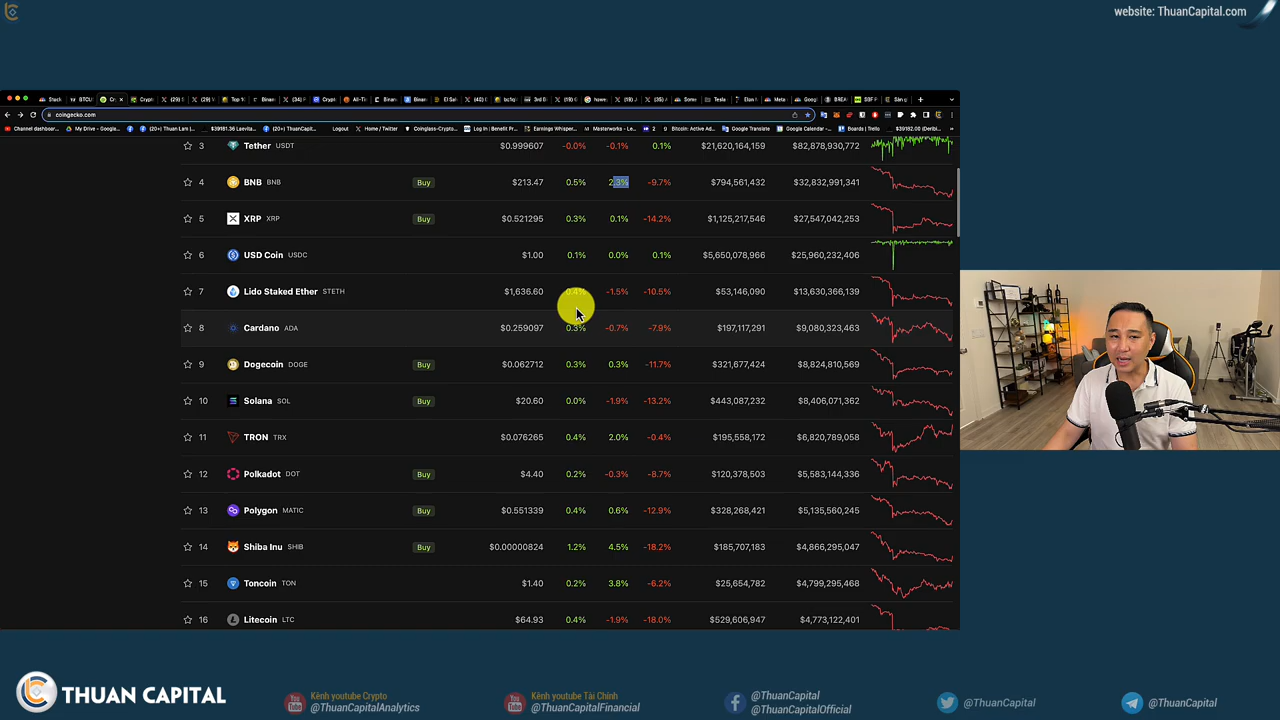 website: ThuanCapital.com
coingecko.com
3 Tether USDT $0.999607 -0.0% -0.1% 0.1% $21,620,164,159 $82,878,930,772
4 BNB BNB Buy $213.47 0.5% 2.3% -9.7% $794,561,432 $32,832,991,341
5 XRP XRP Buy $0.521295 0.3% 0.1% -14.2% $1,125,217,546 $27,547,042,253
6 USD Coin USDC $1.00 0.1% 0.0% 0.1% $5,650,078,966 $25,960,232,406
7 Lido Staked Ether STETH $1,636.60 0.4% -1.5% -10.5% $53,146,090 $13,630,366,139
8 Cardano ADA $0.259097 0.3% -0.7% -7.9% $197,117,291 $9,080,323,463
9 Dogecoin DOGE Buy $0.062712 0.3% 0.3% -11.7% $321,677,424 $8,824,810,569
10 Solana SOL Buy $20.60 0.0% -1.9% -13.2% $443,087,232 $8,406,071,362
11 TRON TRX $0.076265 0.4% 2.0% -0.4% $195,558,172 $6,820,789,058
12 Polkadot DOT Buy $4.40 0.2% -0.3% -8.7% $120,378,503 $5,583,144,336
13 Polygon MATIC Buy $0.551339 0.4% 0.6% -12.9% $328,268,421 $5,135,560,245
14 Shiba Inu SHIB Buy $0.00000824 1.2% 4.5% -18.2% $185,707,183 $4,866,295,047
15 Toncoin TON $1.40 0.2% 3.8% -6.2% $25,654,782 $4,799,295,468
16 Litecoin LTC $64.93 0.4% -1.9% -18.0% $529,606,947 $4,773,122,401
THUAN CAPITAL
Kênh youtube Crypto
@ThuanCapitalAnalytics
Kênh youtube Tài Chính
@ThuanCapitalFinancial
@ThuanCapital
@ThuanCapitalOfficial
@ThuanCapital
@ThuanCapital